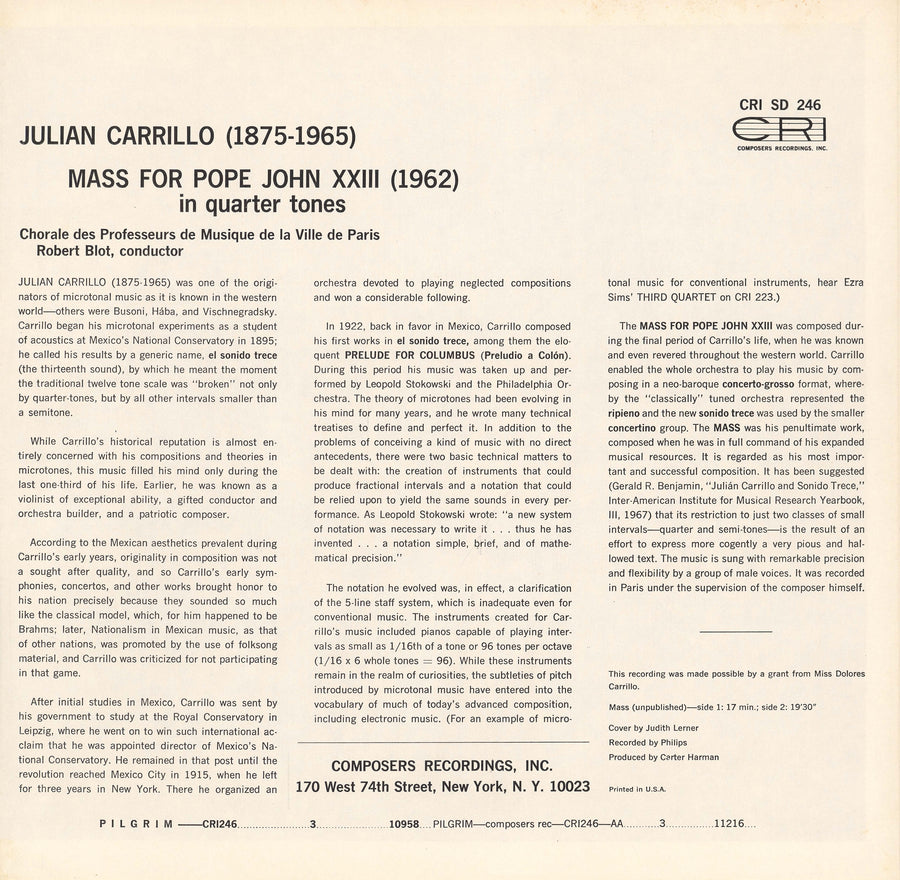 CRI SD 246
CRI
COMPOSERS RECORDINGS, INC.
JULIAN CARRILLO (1875-1965)
MASS FOR POPE JOHN XXIII (1962)
in quarter tones
Chorale des Professeurs de Musique de la Ville de Paris
Robert Blot, conductor
JULIAN CARRILLO (1875-1965) was one of the origi-
nators of microtonal music as it is known in the western
world—others were Busoni, Hába, and Vischnegradsky.
Carrillo began his microtonal experiments as a student
of acoustics at Mexico's National Conservatory in 1895;
he called his results by a generic name, el sonido trece
(the thirteenth sound), by which he meant the moment
the traditional twelve tone scale was "broken" not only
by quarter-tones, but by all other intervals smaller than
a semitone.
While Carrillo's historical reputation is almost en-
tirely concerned with his compositions and theories in
microtones, this music filled his mind only during the
last one-third of his life. Earlier, he was known as a
violinist of exceptional ability, a gifted conductor and
orchestra builder, and a patriotic composer.
According to the Mexican aesthetics prevalent during
Carrillo's early years, originality in composition was not
a sought after quality, and so Carrillo's early sym-
phonies, concertos, and other works brought honor to
his nation precisely because they sounded so much
like the classical model, which, for him happened to be
Brahms; later, Nationalism in Mexican music, as that
of other nations, was promoted by the use of folksong
material, and Carrillo was criticized for not participating
in that game.
After initial studies in Mexico, Carrillo was sent by
his government to study at the Royal Conservatory in
Leipzig, where he went on to win such international ac-
claim that he was appointed director of Mexico's Na-
tional Conservatory. He remained in that post until the
revolution reached Mexico City in 1915, when he left
for three years in New York. There he organized an
orchestra devoted to playing neglected compositions
and won a considerable following.
In 1922, back in favor in Mexico, Carrillo composed
his first works in el sonido trece, among them the elo-
quent PRELUDE FOR COLUMBUS (Preludio a Colón).
During this period his music was taken up and per-
formed by Leopold Stokowski and the Philadelphia Or-
chestra. The theory of microtones had been evolving in
his mind for many years, and he wrote many technical
treatises to define and perfect it. In addition to the
problems of conceiving a kind of music with no direct
antecedents, there were two basic technical matters to
be dealt with: the creation of instruments that could
produce fractional intervals and a notation that could
be relied upon to yield the same sounds in every per-
formance. As Leopold Stokowski wrote: "a new system
of notation was necessary to write it . . . thus he has
invented . . . a notation simple, brief, and of mathe-
matical precision."
The notation he evolved was, in effect, a clarification
of the 5-line staff system, which is inadequate even for
conventional music. The instruments created for Car-
rillo's music included pianos capable of playing inter-
vals as small as 1/16th of a tone or 96 tones per octave
(1/16 x 6 whole tones = 96). While these instruments
remain in the realm of curiosities, the subtleties of pitch
introduced by microtonal music have entered into the
vocabulary of much of today's advanced composition,
including electronic music. (For an example of micro-
tonal music for conventional instruments, hear Ezra
Sims' THIRD QUARTET on CRI 223.)
The MASS FOR POPE JOHN XXIII was composed dur-
ing the final period of Carrillo's life, when he was known
and even revered throughout the western world. Carrillo
enabled the whole orchestra to play his music by com-
posing in a neo-baroque concerto-grosso format, where-
by the "classically" tuned orchestra represented the
ripieno and the new sonido trece was used by the smaller
concertino group. The MASS was his penultimate work,
composed when he was in full command of his expanded
musical resources. It is regarded as his most impor-
tant and successful composition. It has been suggested
(Gerald R. Benjamin, "Julián Carrillo and Sonido Trece,"
Inter-American Institute for Musical Research Yearbook,
III, 1967) that its restriction to just two classes of small
intervals—quarter and semi-tones—is the result of an
effort to express more cogently a very pious and hal-
lowed text. The music is sung with remarkable precision
and flexibility by a group of male voices. It was recorded
in Paris under the supervision of the composer himself.
This recording was made possible by a grant from Miss Dolores
Carrillo.
Mass (unpublished)—side 1: 17 min.; side 2: 19'30"
Cover by Judith Lerner
Recorded by Philips
Produced by Carter Harman
Printed in U.S.A.
COMPOSERS RECORDINGS, INC.
170 West 74th Street, New York, N. Y. 10023
PILGRIM——CRI246......................3......................10958....PILGRIM—composers rec—CRI246—AA...........3...............11216....